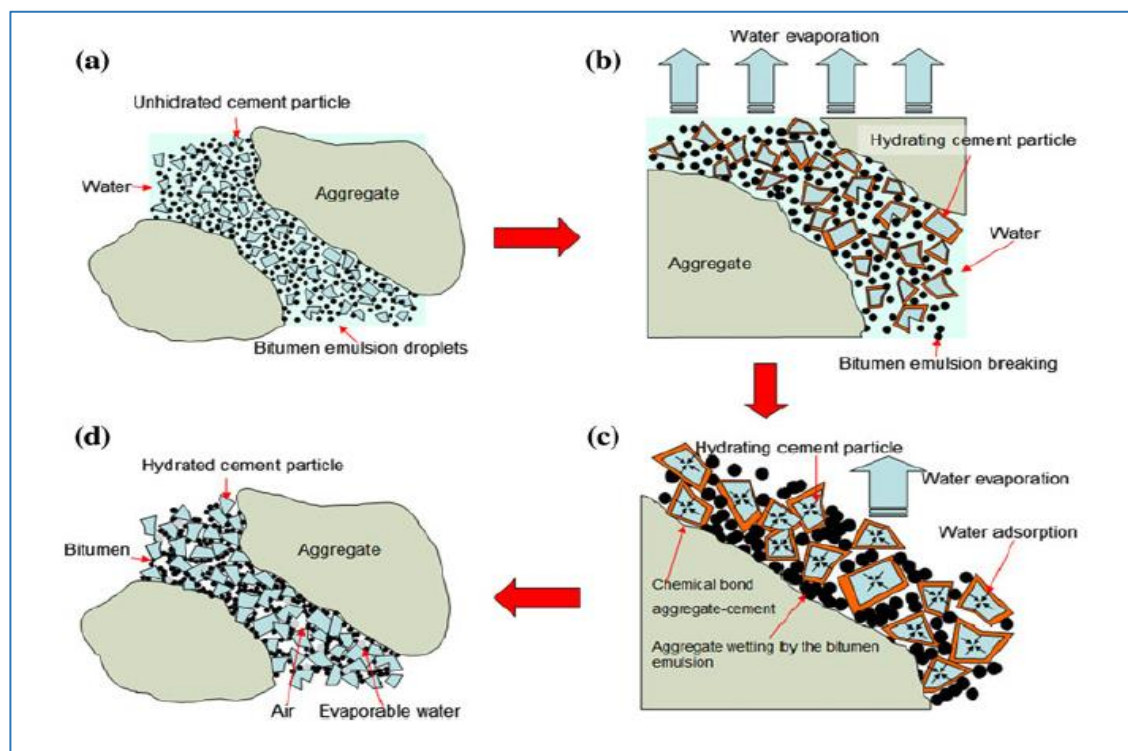 (a)
Unhidrated cement particle
Water
Aggregate
Bitumen emulsion droplets
Water evaporation
(b)
Hydrating cement particle
Water
Aggregate
Bitumen emulsion breaking
(d)
Hydrated cement particle
Bitumen
Aggregate
Air
Evaporable water
(c)
Hydrating cement particle
Water evaporation
Water adsorption
Chemical bond
aggregate-cement
Aggregate wetting by the bitumen
emulsion